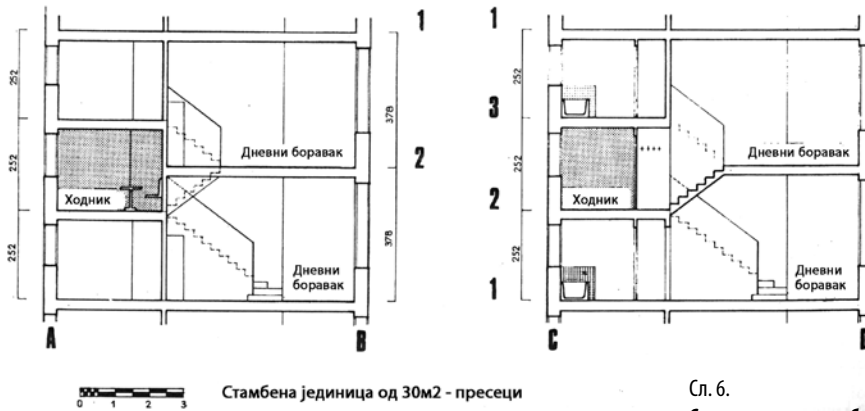 1
1
252
252
252
378
378
Дневни боравак
Ходник
Дневни
боравак
2
A
B
252
252
252
3
2
1
Дневни боравак
Ходник
Дневни
боравак
C
0 1 2 3
Стамбена јединица од 30м2 - пресеци
Сл. 6.